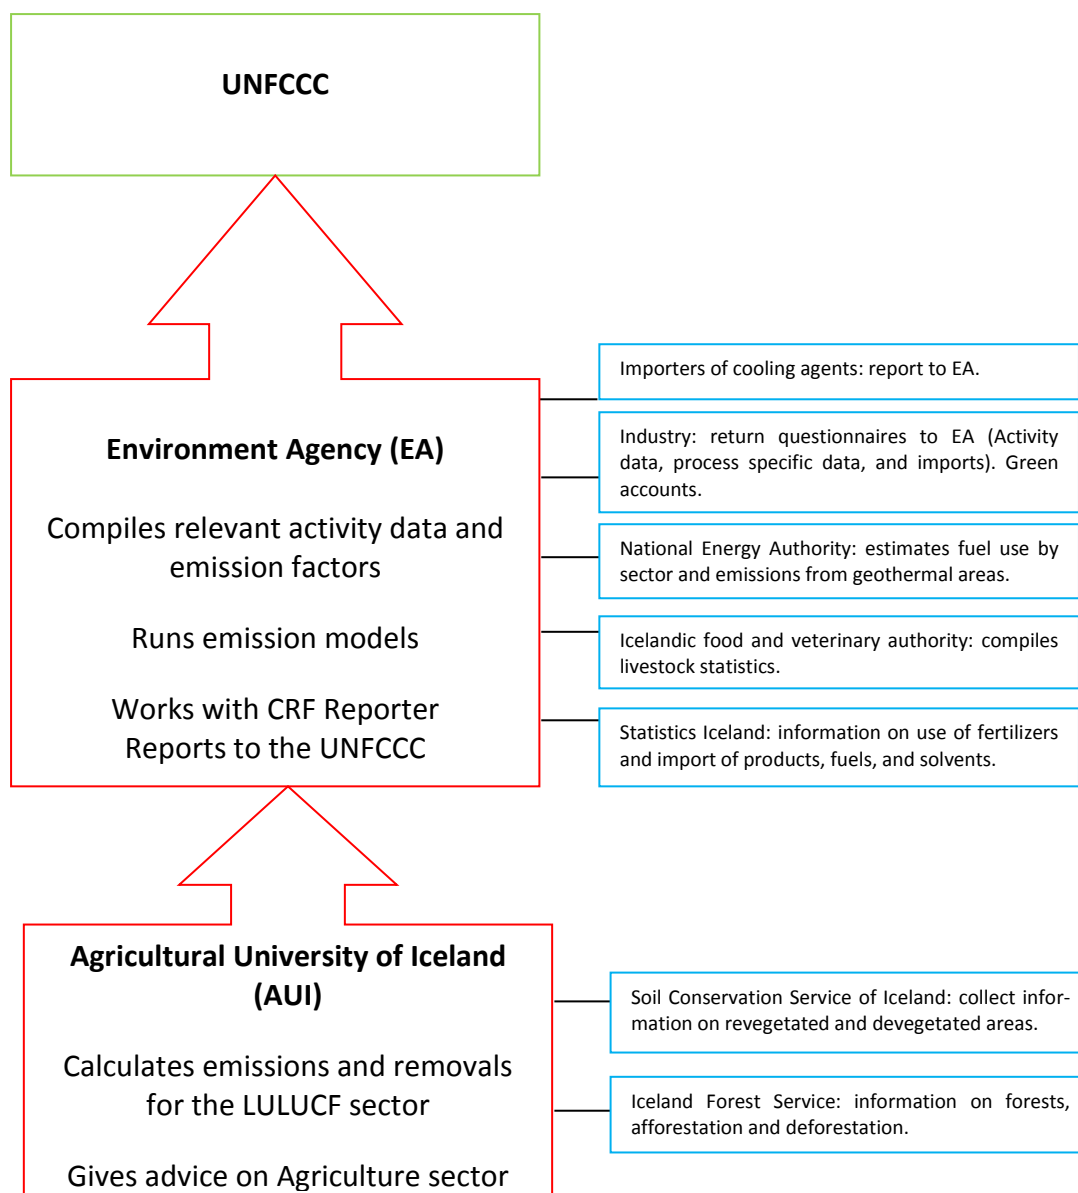 UNFCCC
Importers of cooling agents: report to EA.
Industry: return questionnaires to EA (Activity
data, process specific data, and imports). Green
accounts.
National Energy Authority: estimates fuel use by
sector and emissions from geothermal areas.
Icelandic food and veterinary authority: compiles
livestock statistics.
Statistics Iceland: information on use of fertilizers
and import of products, fuels, and solvents.
Environment Agency (EA)
Compiles relevant activity data and
emission factors
Runs emission models
Works with CRF Reporter
Reports to the UNFCCC
Agricultural University of Iceland
(AUI)
Calculates emissions and removals
for the LULUCF sector
Gives advice on Agriculture sector
Soil Conservation Service of Iceland: collect infor-
mation on revegetated and devegetated areas.
Iceland Forest Service: information on forests,
afforestation and deforestation.